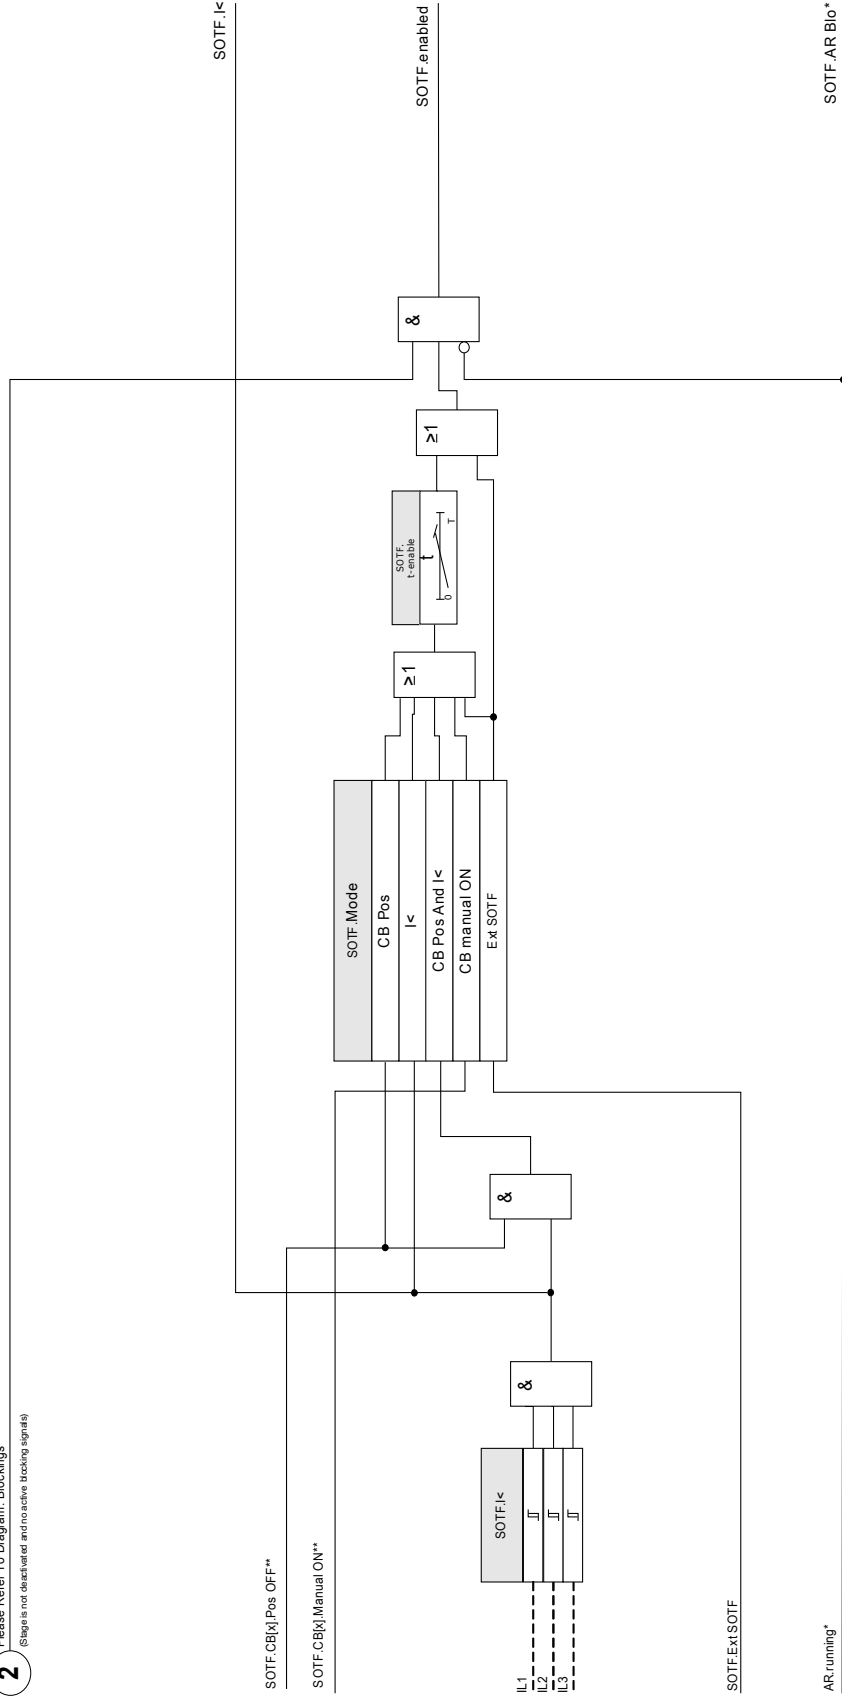 2
Please Refer To Diagram: Blockings
(Stage is not deactivated and no active blocking signals)
SOTF.I<
SOTF.CB[x].Pos OFF**
SOTF.CB[x].Manual ON**
SOTF.I<
IL1
IL2
IL3
&
&
SOTF.Mode
CB Pos
I<
CB Pos And I<
CB manual ON
Ext SOTF
≥1
SOTF.
t-enable
t
0
T
≥1
&
SOTF.enabled
SOTF.Ext SOTF
AR.running*
SOTF.AR Blo*